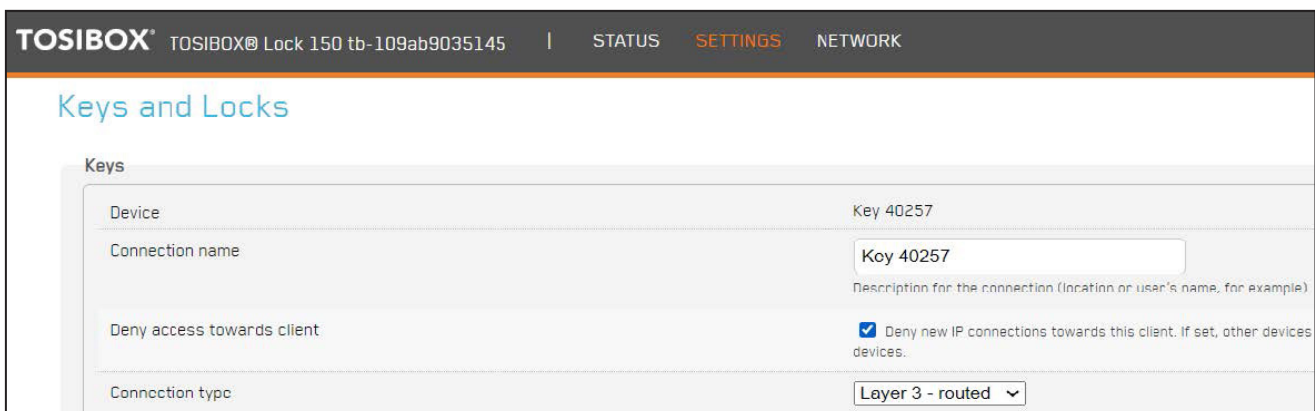 TOSIBOX® TOSIBOX® Lock 150 tb-109ab9035145 | STATUS SETTINGS NETWORK
Keys and Locks
Keys
Device Key 40257
Connection name Key 40257
Description for the connection (location or user's name, for example)
Deny access towards client Deny new IP connections towards this client. If set, other devices
devices.
Connection type Layer 3 - routed